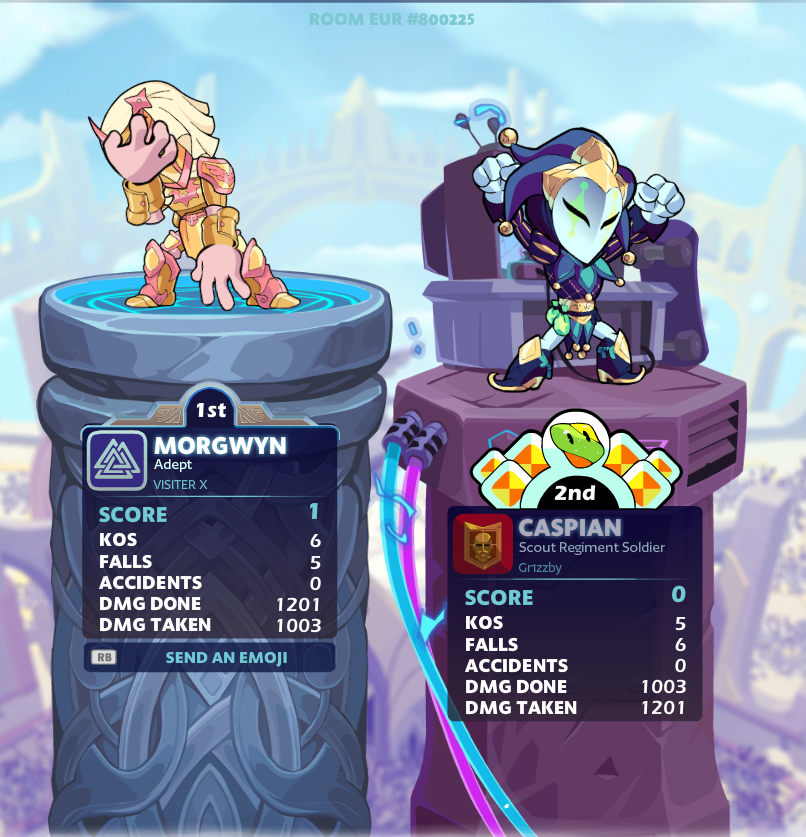 ROOM EUR #800225
1st
MORGWYN
Adept
VISITER X
SCORE 1
KOS 6
FALLS 5
ACCIDENTS 0
DMG DONE 1201
DMG TAKEN 1003
RB SEND AN EMOJI
2nd
CASPIAN
Scout Regiment Soldier
Gr1zzby
SCORE 0
KOS 5
FALLS 6
ACCIDENTS 0
DMG DONE 1003
DMG TAKEN 1201